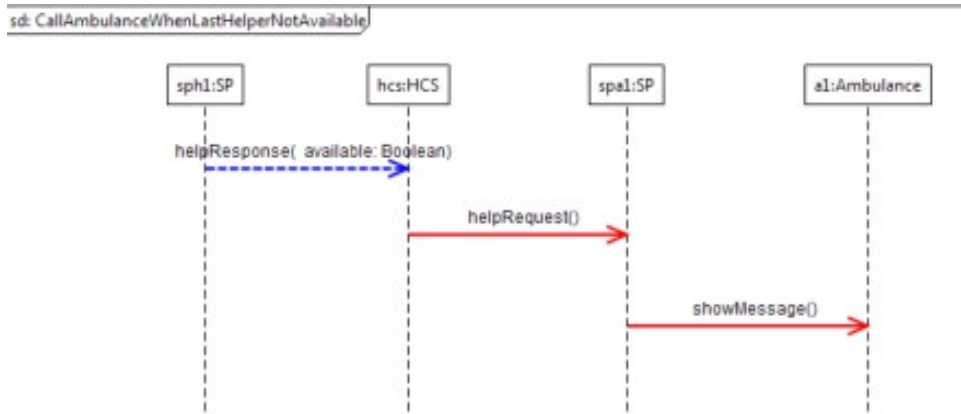 sd: CallAmbulanceWhenLastHelperNotAvailable
sph1:SP
hcs:HCS
spa1:SP
a1:Ambulance
helpResponse( available: Boolean)
helpRequest()
showMessage()